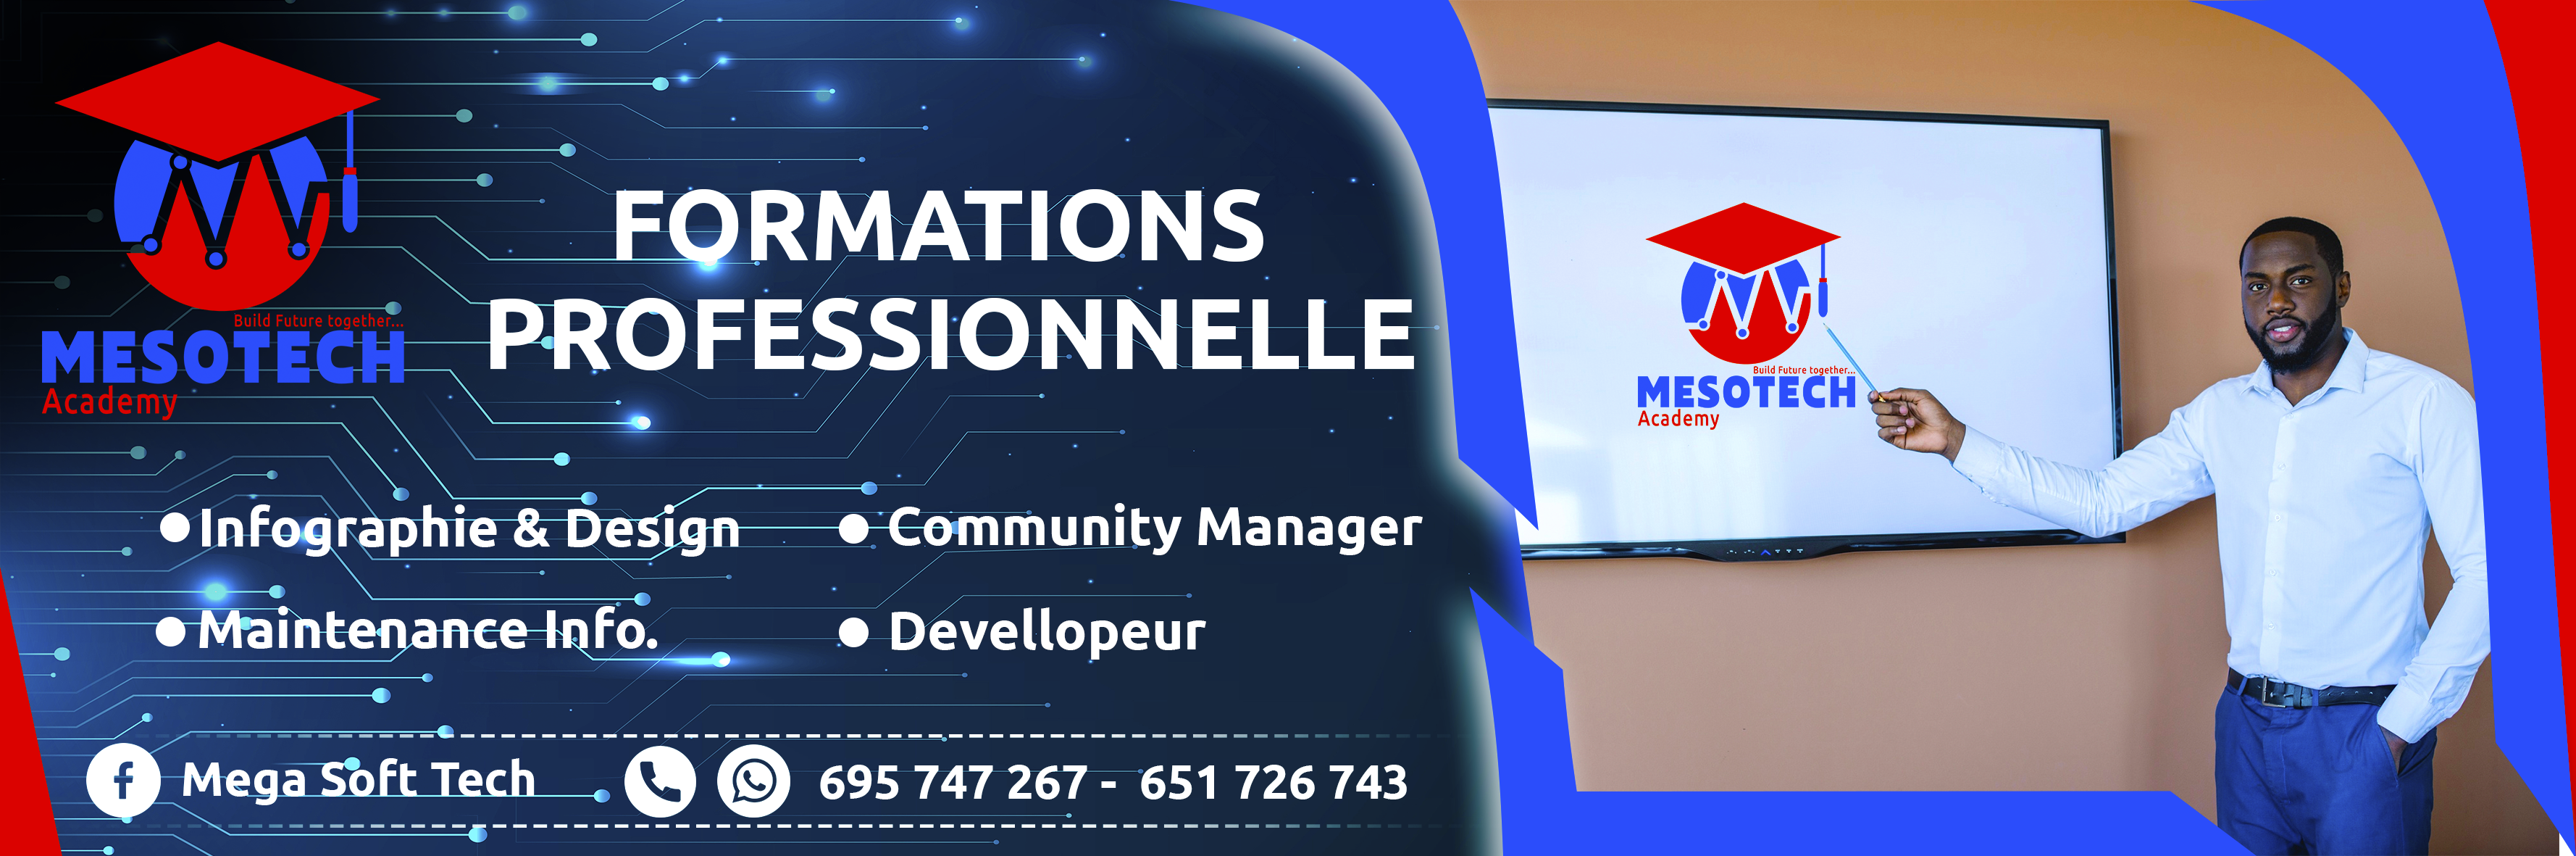 Build Future together...
MESOTECH
Academy
FORMATIONS
PROFESSIONNELLE
Infographie & Design
Community Manager
Maintenance Info.
Devellopeur
Mega Soft Tech
695 747 267 - 651 726 743
Build Future together...
MESOTECH
Academy